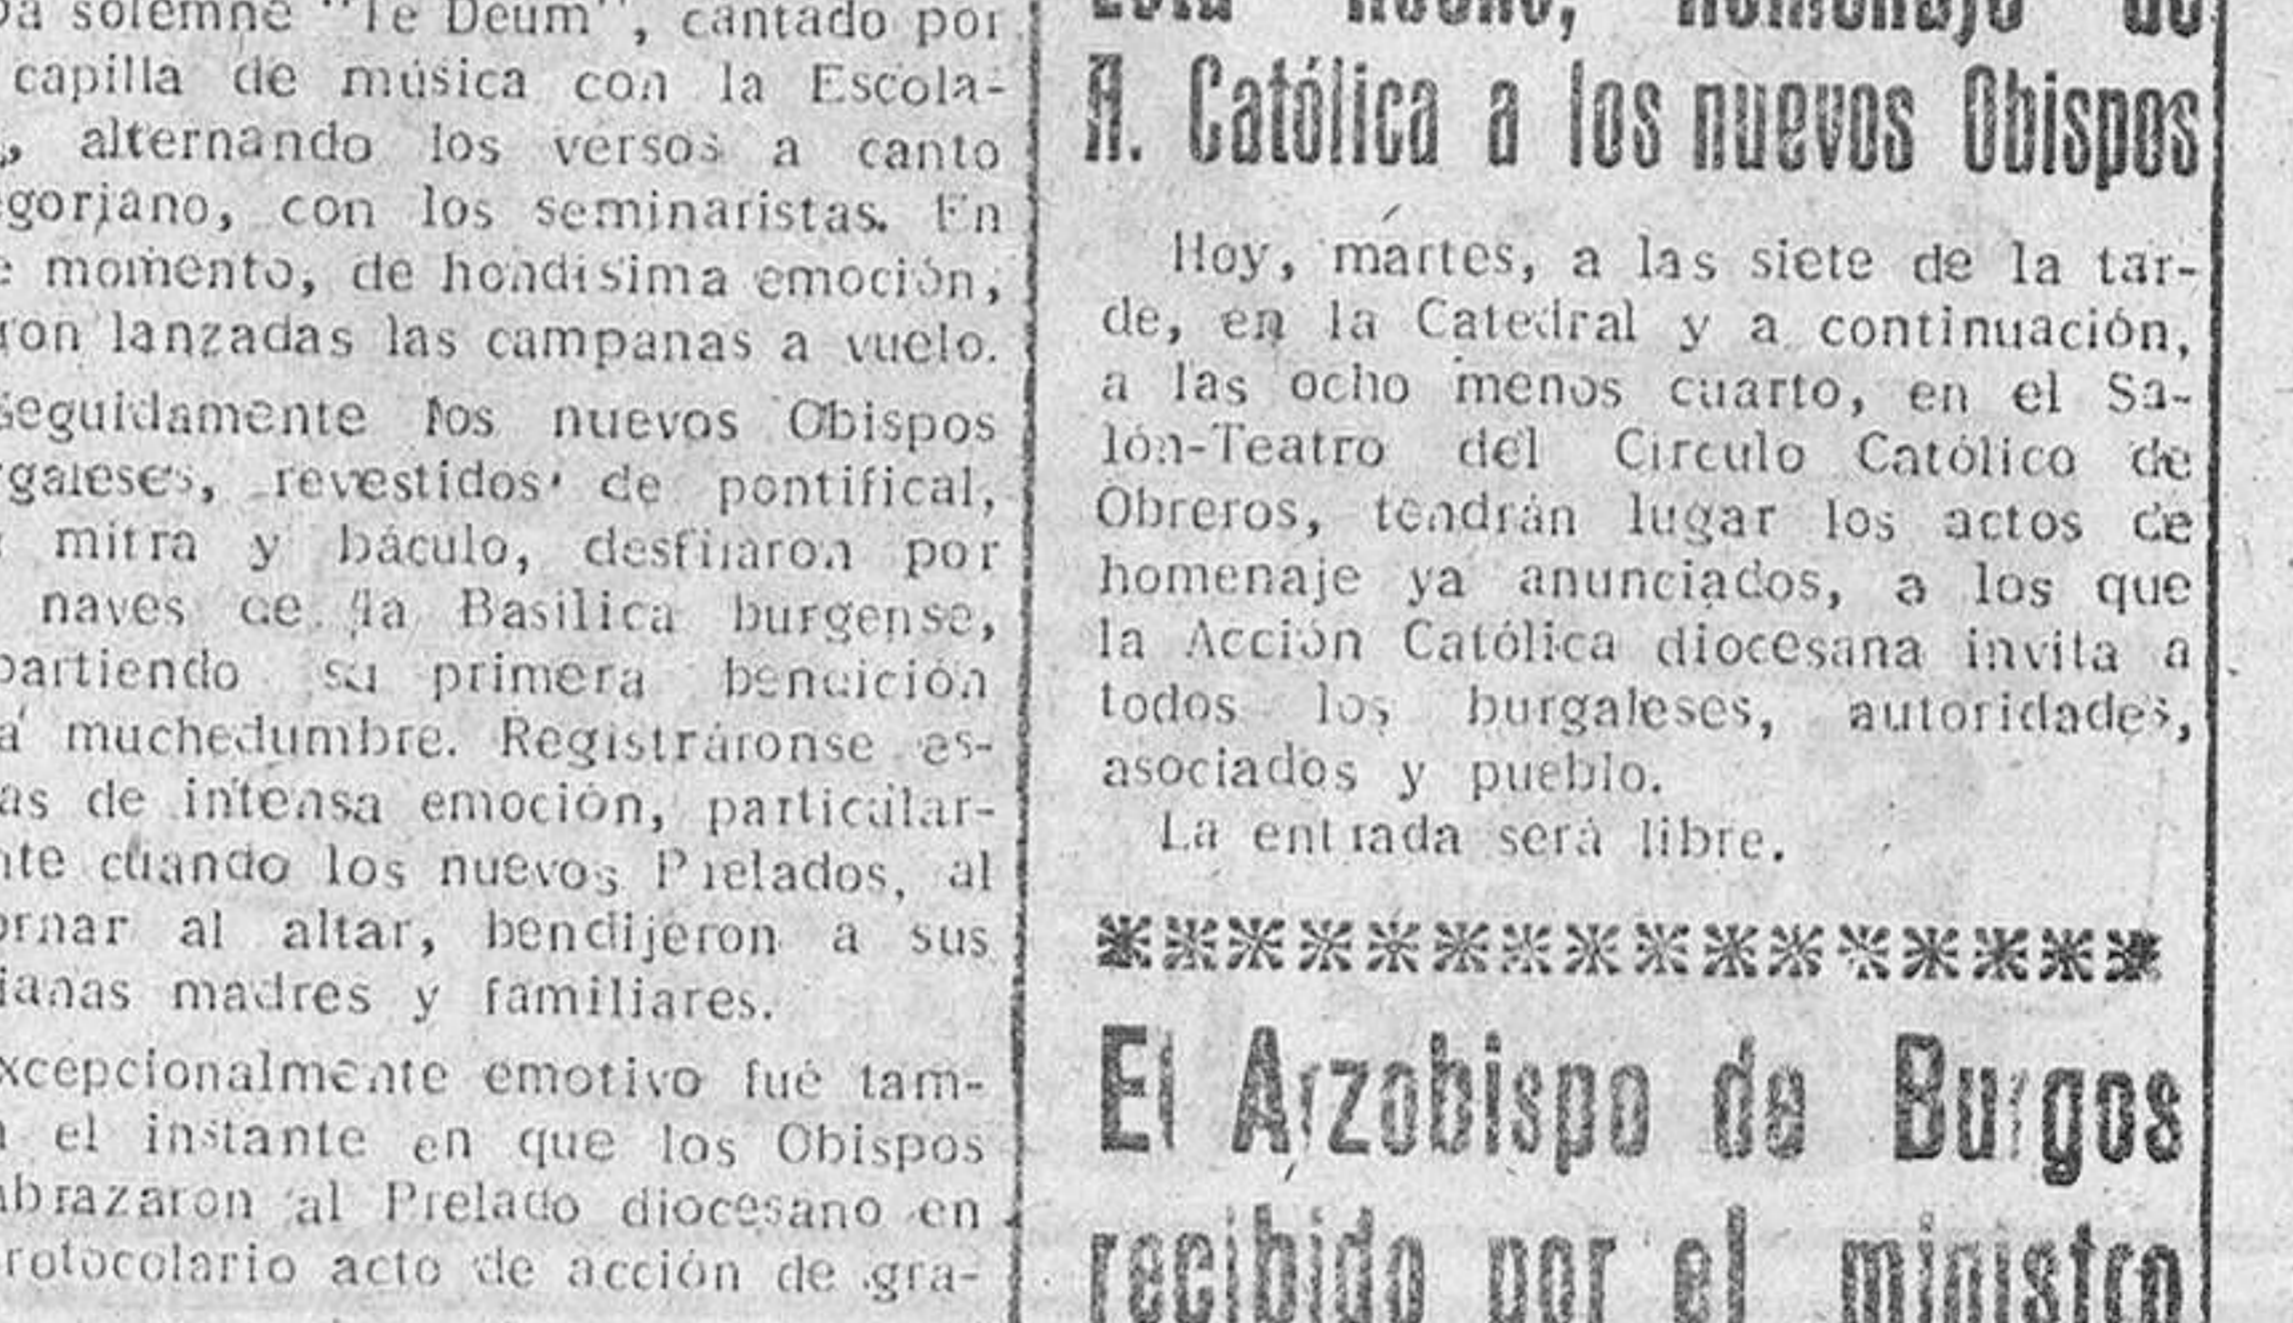 solemne "Te Deum", cantado por
capilla de música con la Escola-
alternando los versos a canto
gorjano, con los seminaristas. En
momento, de hondísima emoción,
ron lanzadas las campanas a vuelo.
Seguidamente los nuevos Obispos
galeses, revestidos de pontifical,
mitra y báculo, desfilaron por
naves de la Basílica burgense,
partiendo su primera bendición
a muchedumbre. Registráronse es-
as de intensa emoción, particular-
nte cuando los nuevos Prelados, al
ornar al altar, bendijeron a sus
ianas madres y familiares.
xcepcionalmente emotivo fué tam-
el instante en que los Obispos
abrazaron al Prelado diocesano en
rotocolario acto de acción de gra-
Esta noche, homenaje de
A. Católica a los nuevos Obispos
Hoy, martes, a las siete de la tar-
de, en la Catedral y a continuación,
a las ocho menos cuarto, en el Sa-
lón-Teatro del Círculo Católico de
Obreros, tendrán lugar los actos de
homenaje ya anunciados, a los que
la Acción Católica diocesana invita a
todos los burgaleses, autoridades,
asociados y pueblo.
La entrada será libre.
El Arzobispo de Burgos
recibido por el ministro